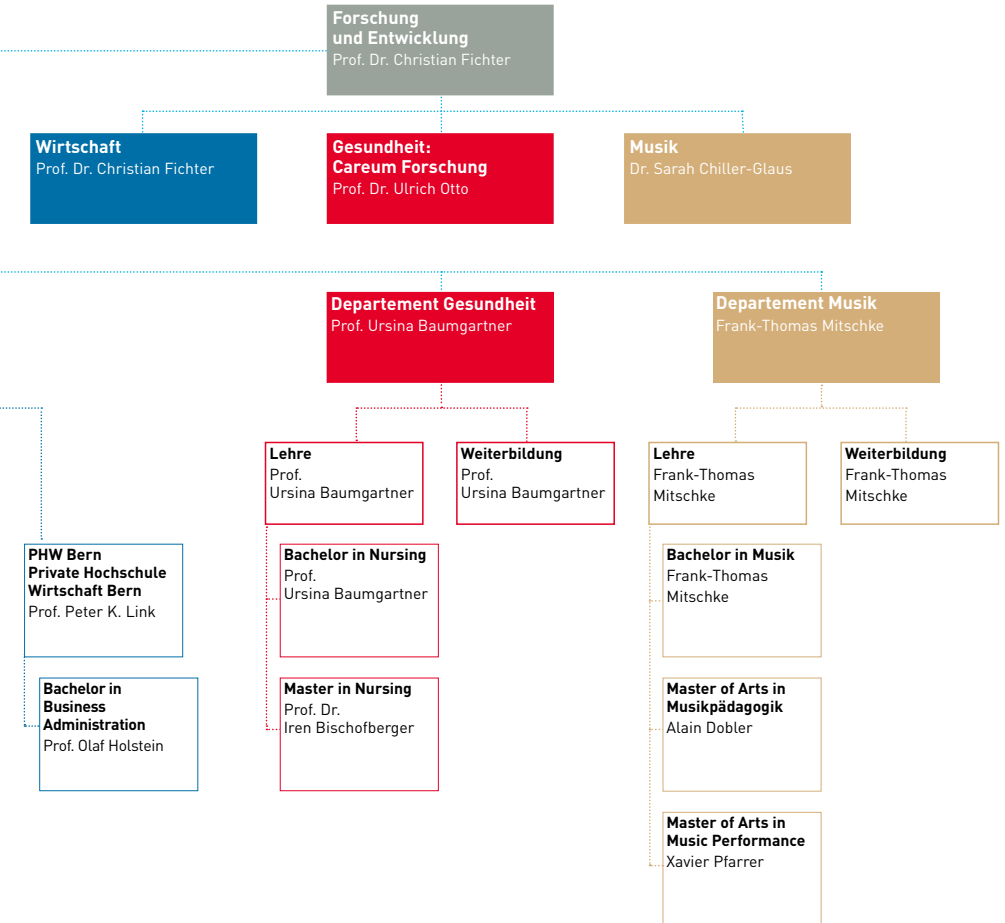 Forschung
und Entwicklung
Prof. Dr. Christian Fichter
Wirtschaft
Prof. Dr. Christian Fichter
Gesundheit:
Careum Forschung
Prof. Dr. Ulrich Otto
Musik
Dr. Sarah Chiller-Glaus
Departement Gesundheit
Prof. Ursina Baumgartner
Departement Musik
Frank-Thomas Mitschke
Lehre
Prof.
Ursina Baumgartner
Weiterbildung
Prof.
Ursina Baumgartner
Lehre
Frank-Thomas
Mitschke
Weiterbildung
Frank-Thomas
Mitschke
PHW Bern
Private Hochschule
Wirtschaft Bern
Prof. Peter K. Link
Bachelor in Nursing
Prof.
Ursina Baumgartner
Bachelor in Musik
Frank-Thomas
Mitschke
Bachelor in
Business
Administration
Prof. Olaf Holstein
Master in Nursing
Prof. Dr.
Iren Bischofberger
Master of Arts in
Musikpädagogik
Alain Dobler
Master of Arts in
Music Performance
Xavier Pfarrer